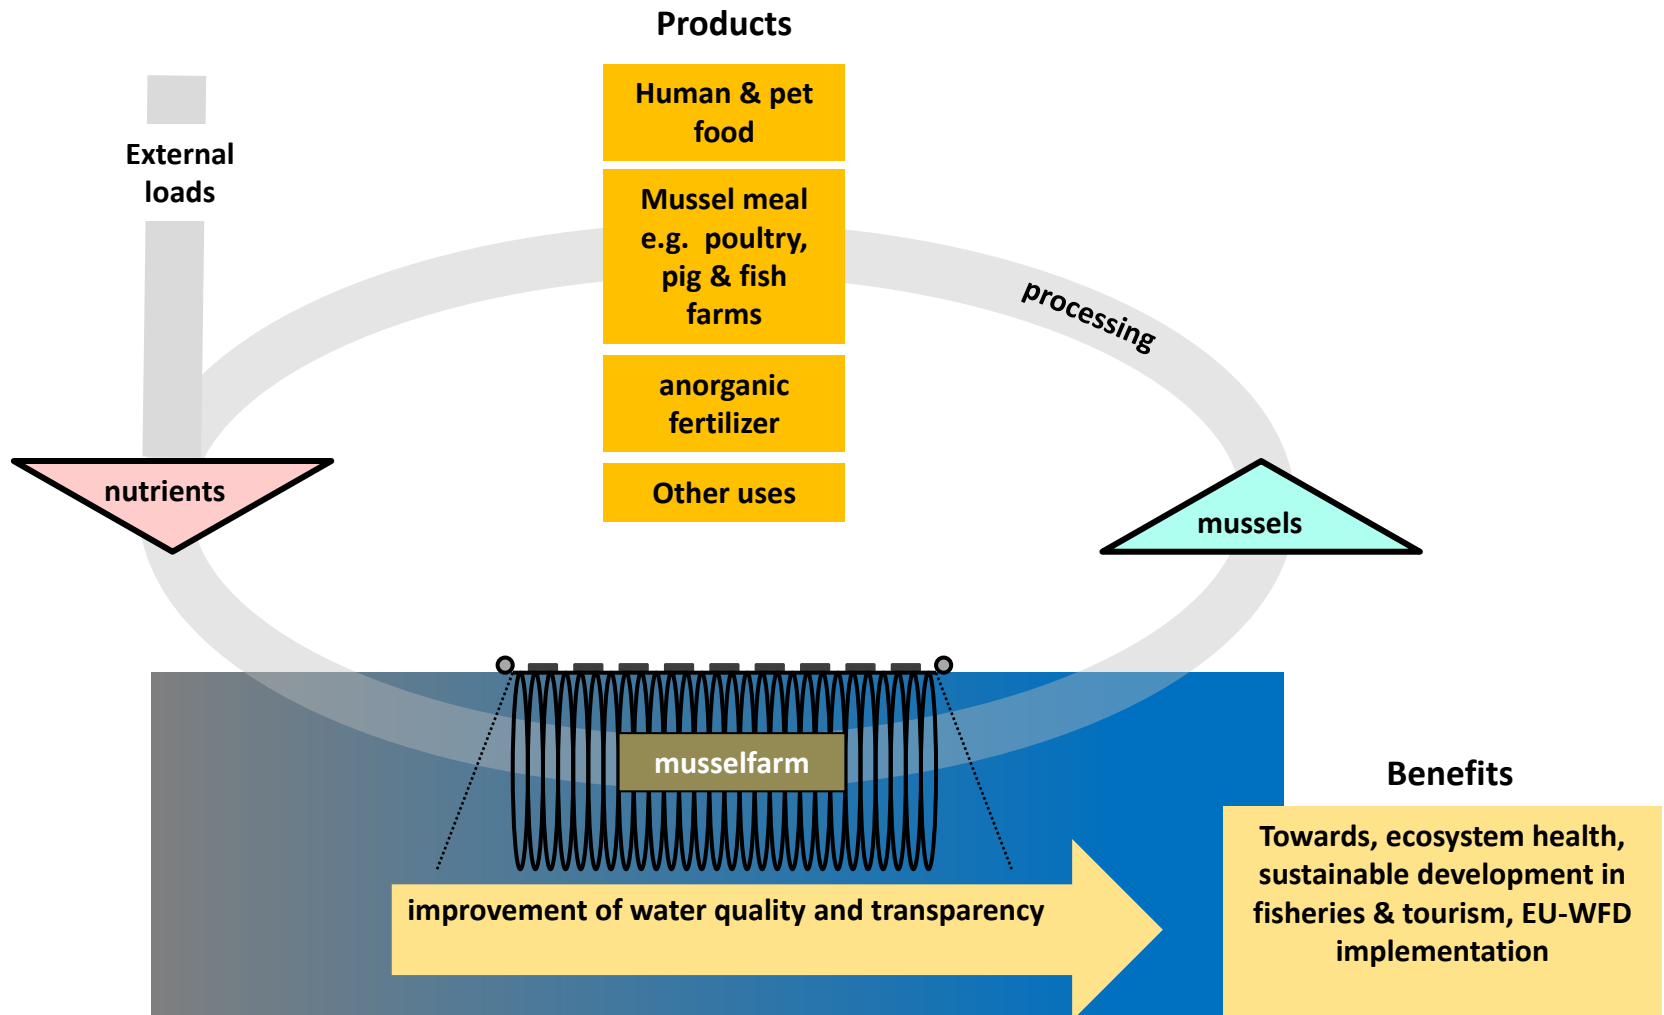 Products
Human & pet
food
External
loads
Mussel meal
e.g. poultry,
pig & fish
farms
processing
anorganic
fertilizer
nutrients
Other uses
mussels
musselfarm
Benefits
Towards, ecosystem health,
sustainable development in
fisheries & tourism, EU-WFD
implementation
improvement of water quality and transparency